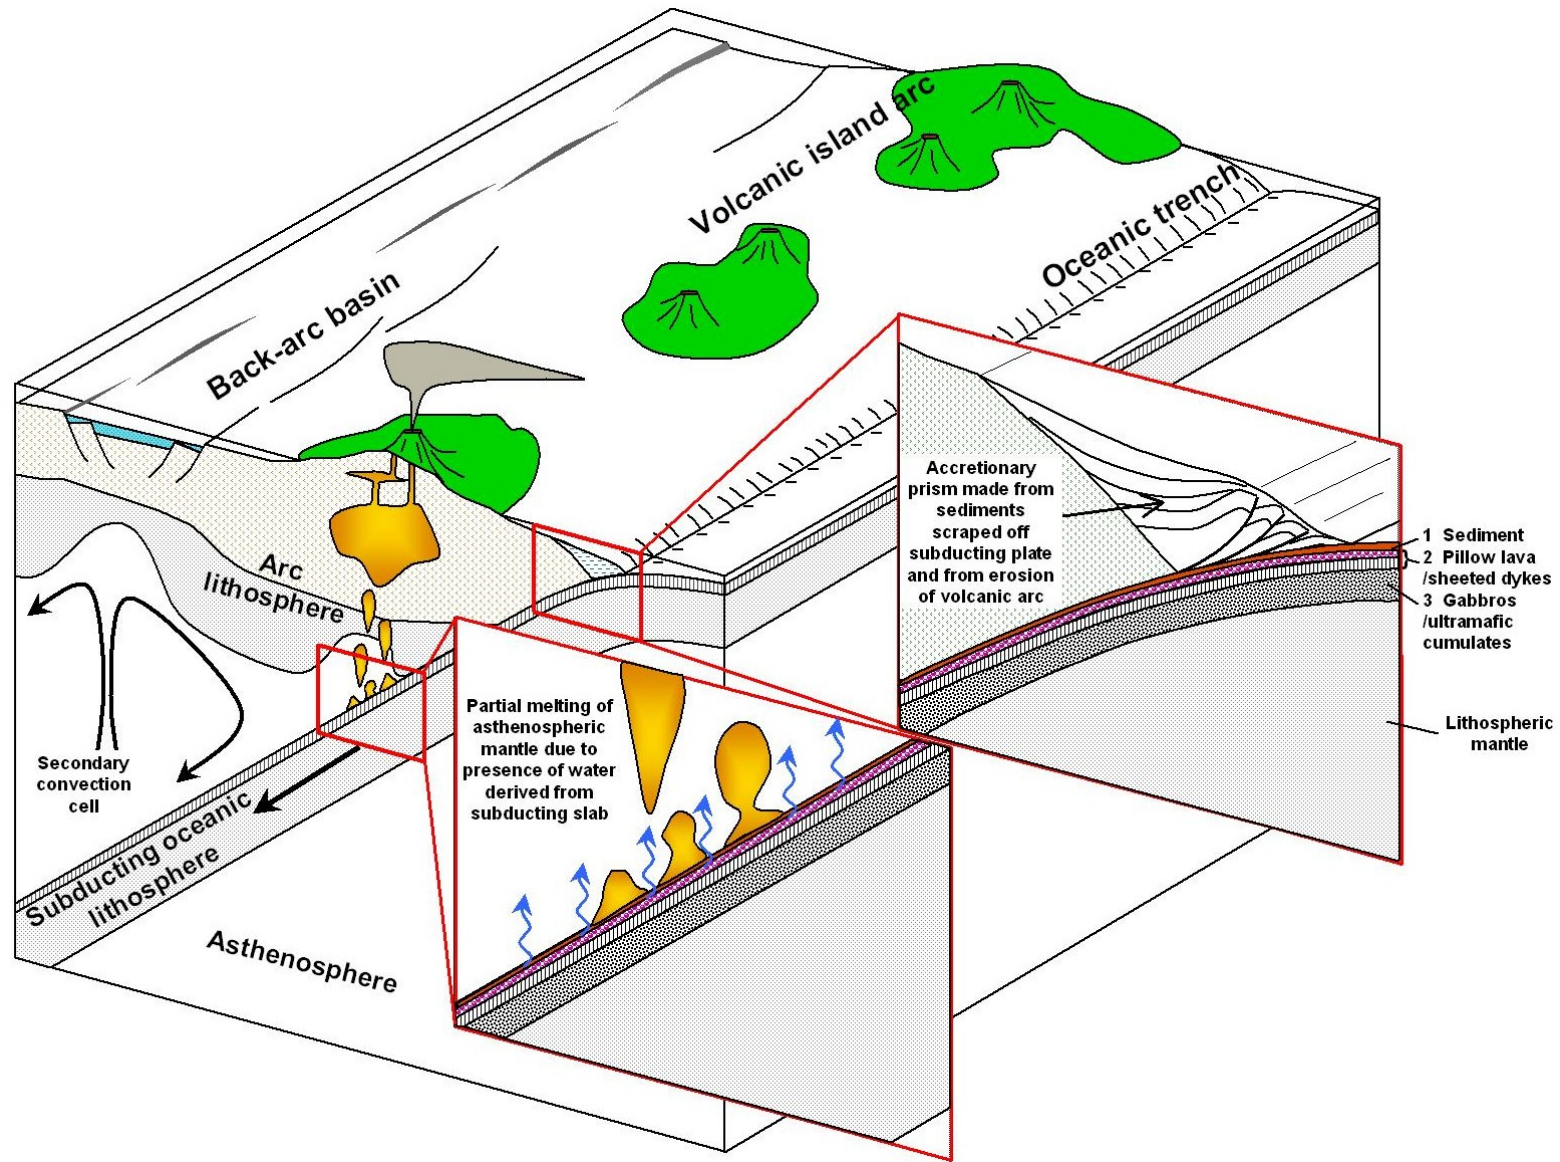 Volcanic island arc
Oceanic trench
Back-arc basin
Accretionary
prism made from
sediments
scraped off
subducting plate
and from erosion
of volcanic arc
1 Sediment
2 Pillow lava
/sheeted dykes
3 Gabbros
/ultramafic
cumulates
Lithospheric
mantle
Arc
lithosphere
Partial melting of
asthenospheric
mantle due to
presence of water
derived from
subducting slab
Secondary
convection
cell
Subducting oceanic
lithosphere
Asthenosphere